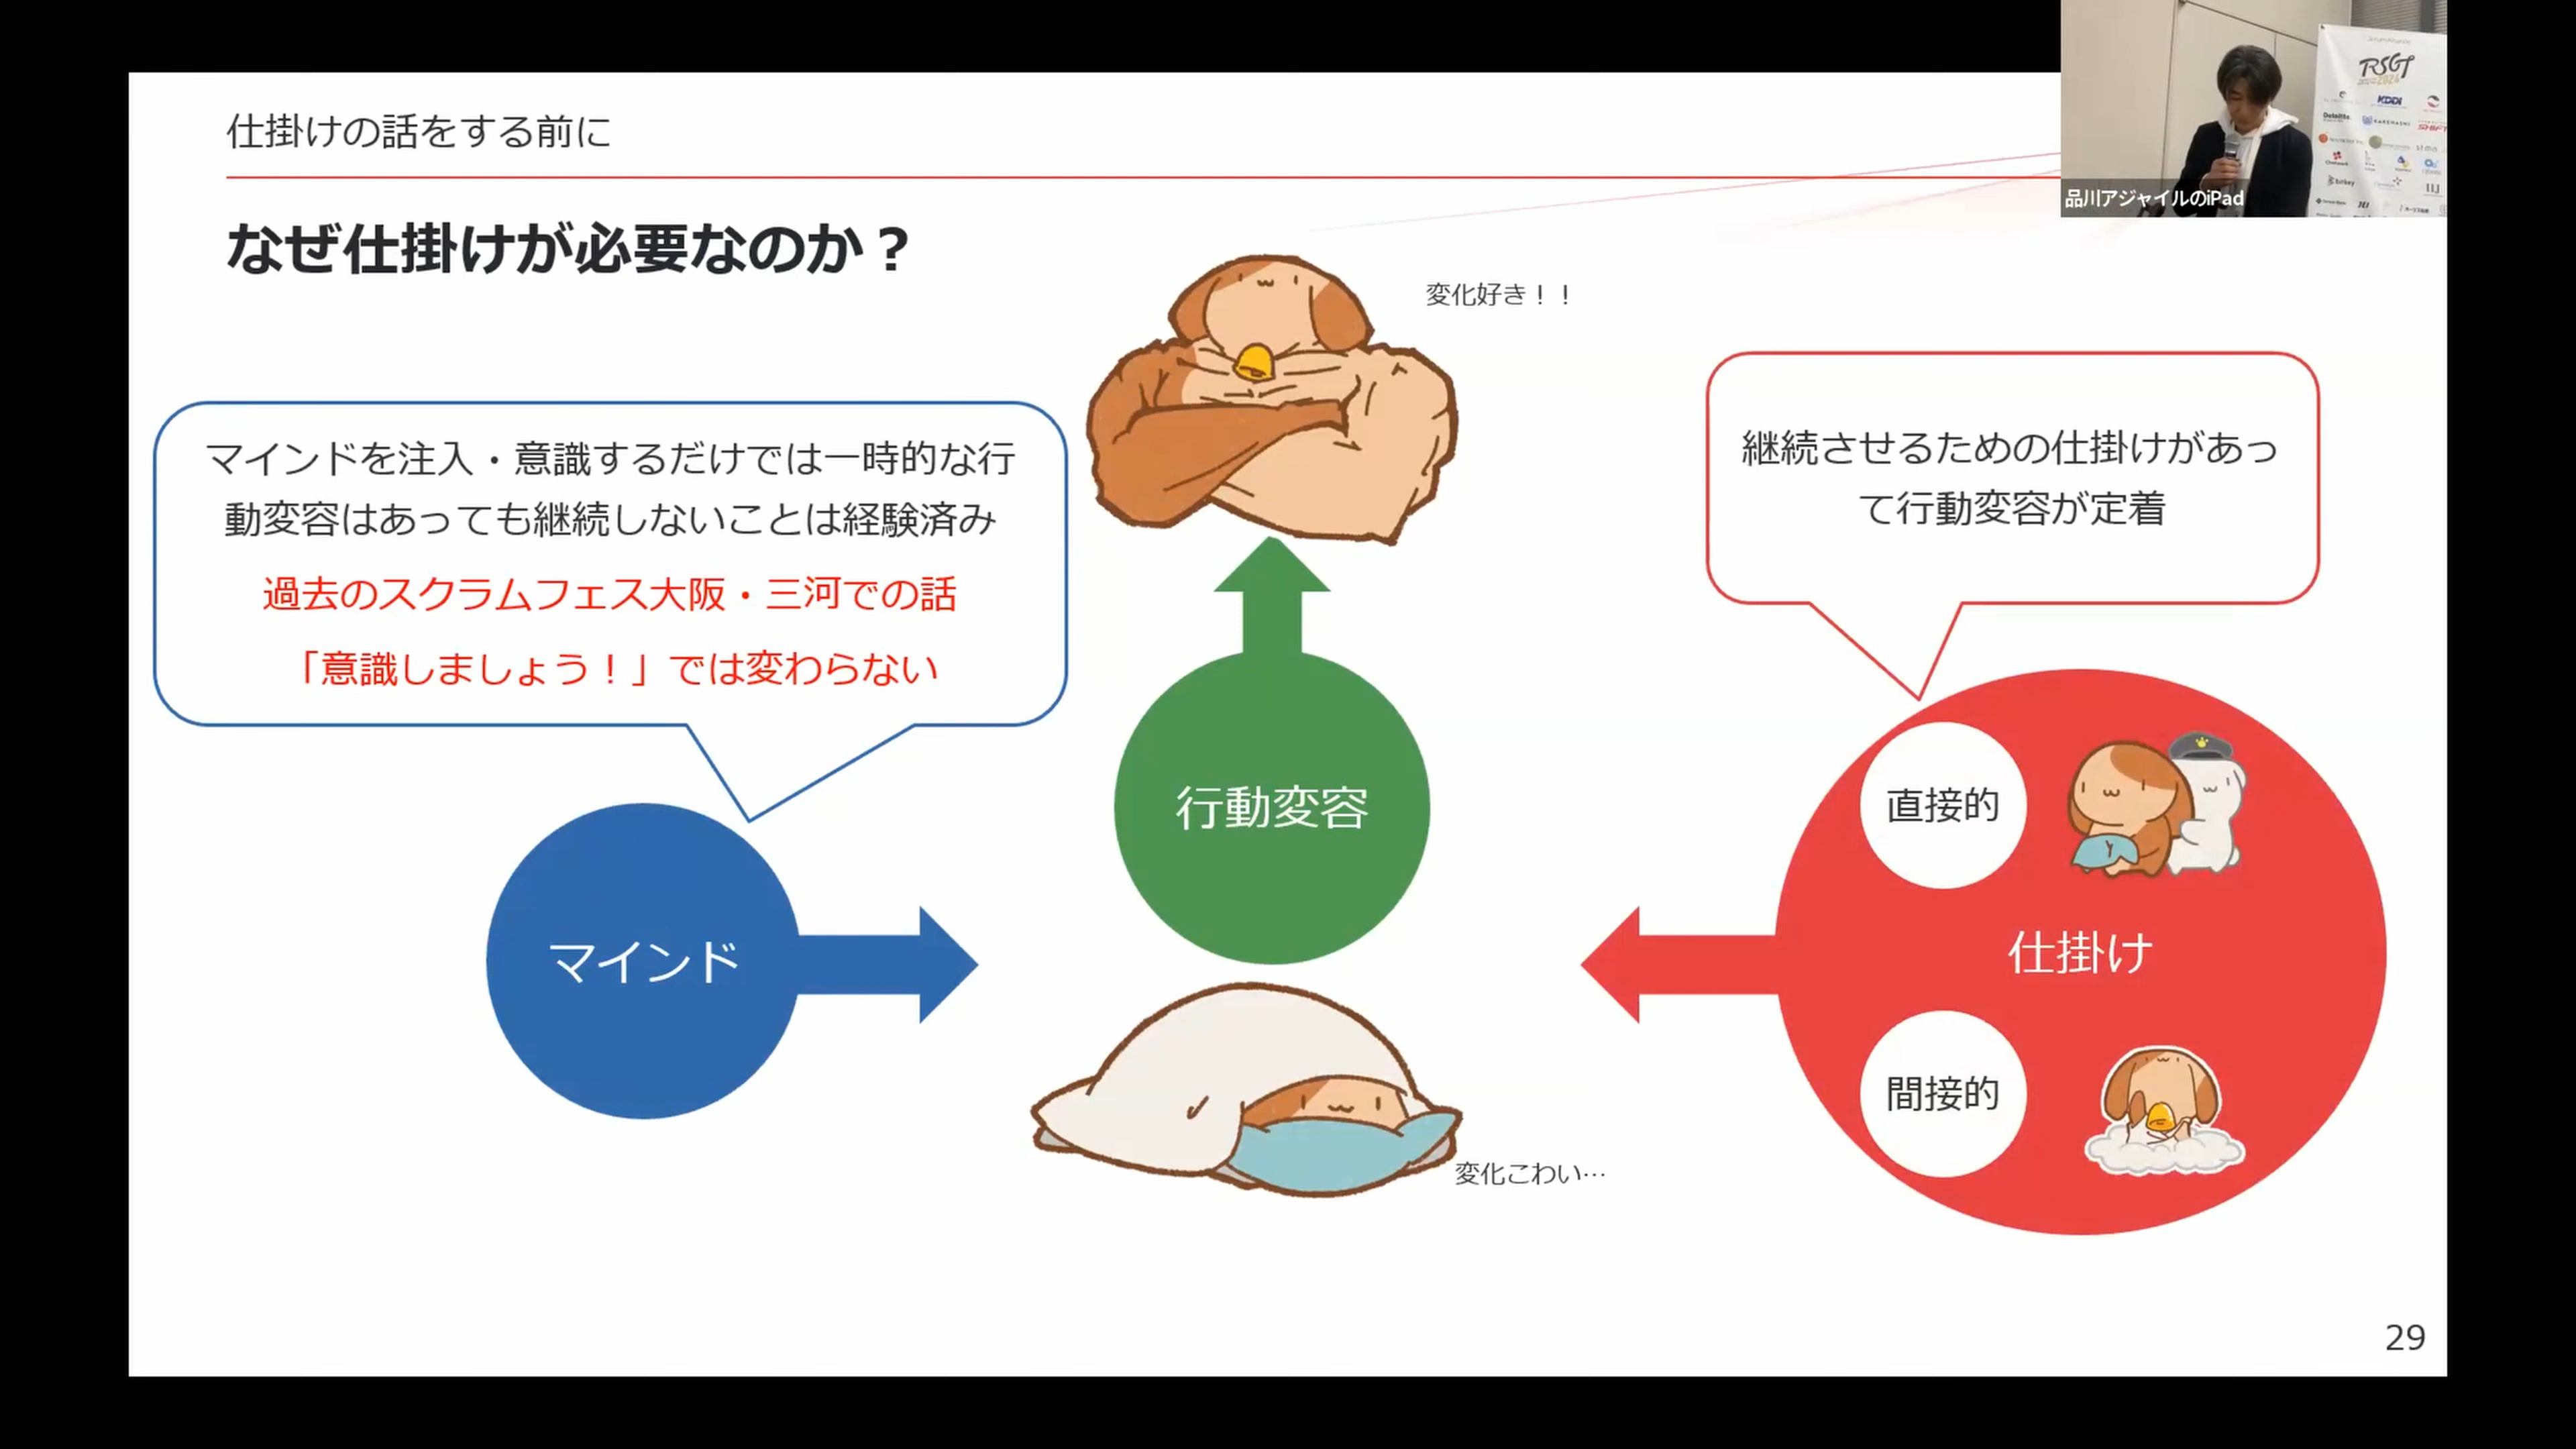 仕掛けの話をする前に
なぜ仕掛けが必要なのか？
変化好き！！
マインドを注入・意識するだけでは一時的な行
動変容はあっても継続しないことは経験済み
過去のスクラムフェス大阪・三河での話
「意識しましょう！」では変わらない
継続させるための仕掛けがあっ
て行動変容が定着
マインド
行動変容
直接的
仕掛け
間接的
変化こわい…
29
RSGT
KDDI
Deloitte
KAKEHASHI
SHIFT
bitkey
品川アジャイルのiPad